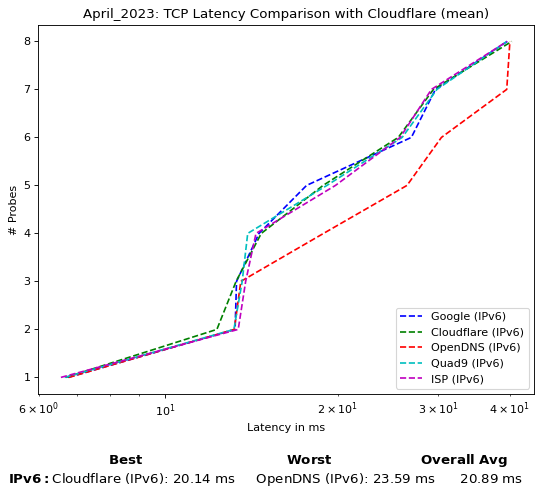 April_2023: TCP Latency Comparison with Cloudflare (mean)
8
7
6
5
4
3
2
1
# Probes
Google (IPv6)
Cloudflare (IPv6)
OpenDNS (IPv6)
Quad9 (IPv6)
ISP (IPv6)
6 × 10⁰ 10¹ 2 × 10¹ 3 × 10¹ 4 × 10¹
Latency in ms
Best Worst Overall Avg
IPv6: Cloudflare (IPv6): 20.14 ms OpenDNS (IPv6): 23.59 ms 20.89 ms